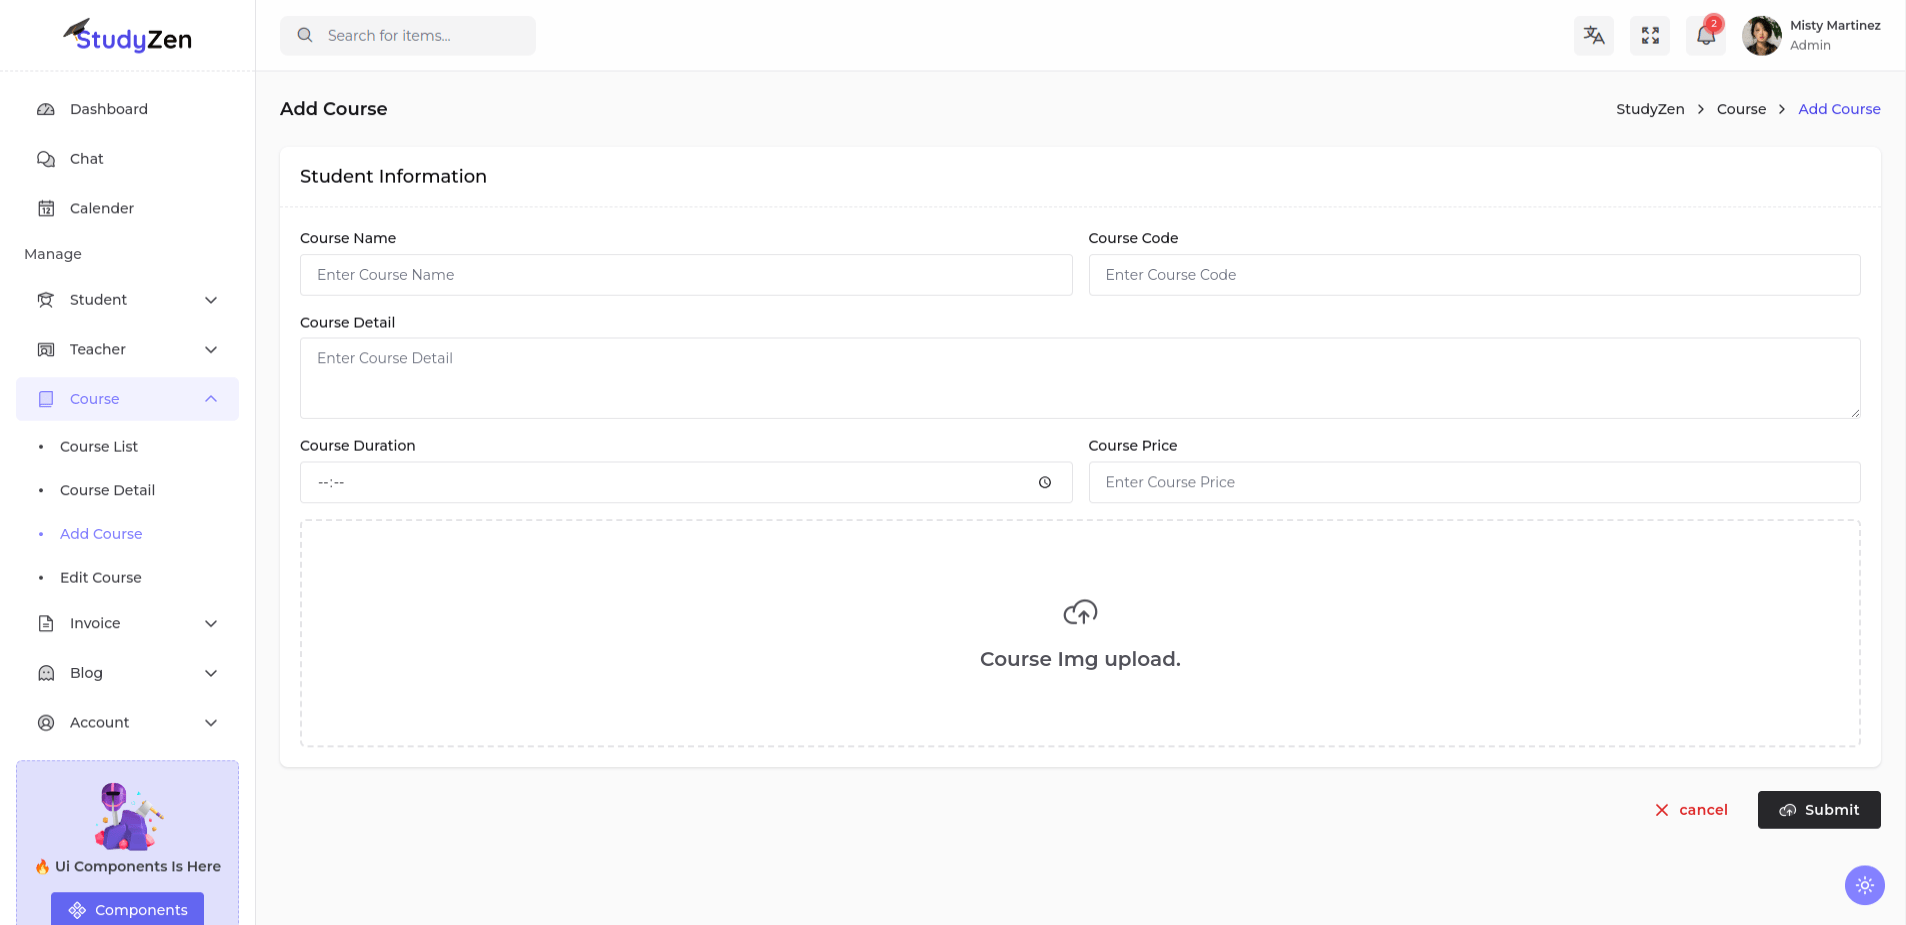 StudyZen
Search for items...
2
Misty Martinez
Admin
Dashboard
Chat
12
Calender
Manage
Student
Teacher
Course
Course List
Course Detail
Add Course
Edit Course
Invoice
Blog
Account
🔥 Ui Components Is Here
Components
Add Course
StudyZen > Course > Add Course
Student Information
Course Name
Enter Course Name
Course Code
Enter Course Code
Course Detail
Enter Course Detail
Course Duration
--:--
Course Price
Enter Course Price
Course Img upload.
cancel
Submit